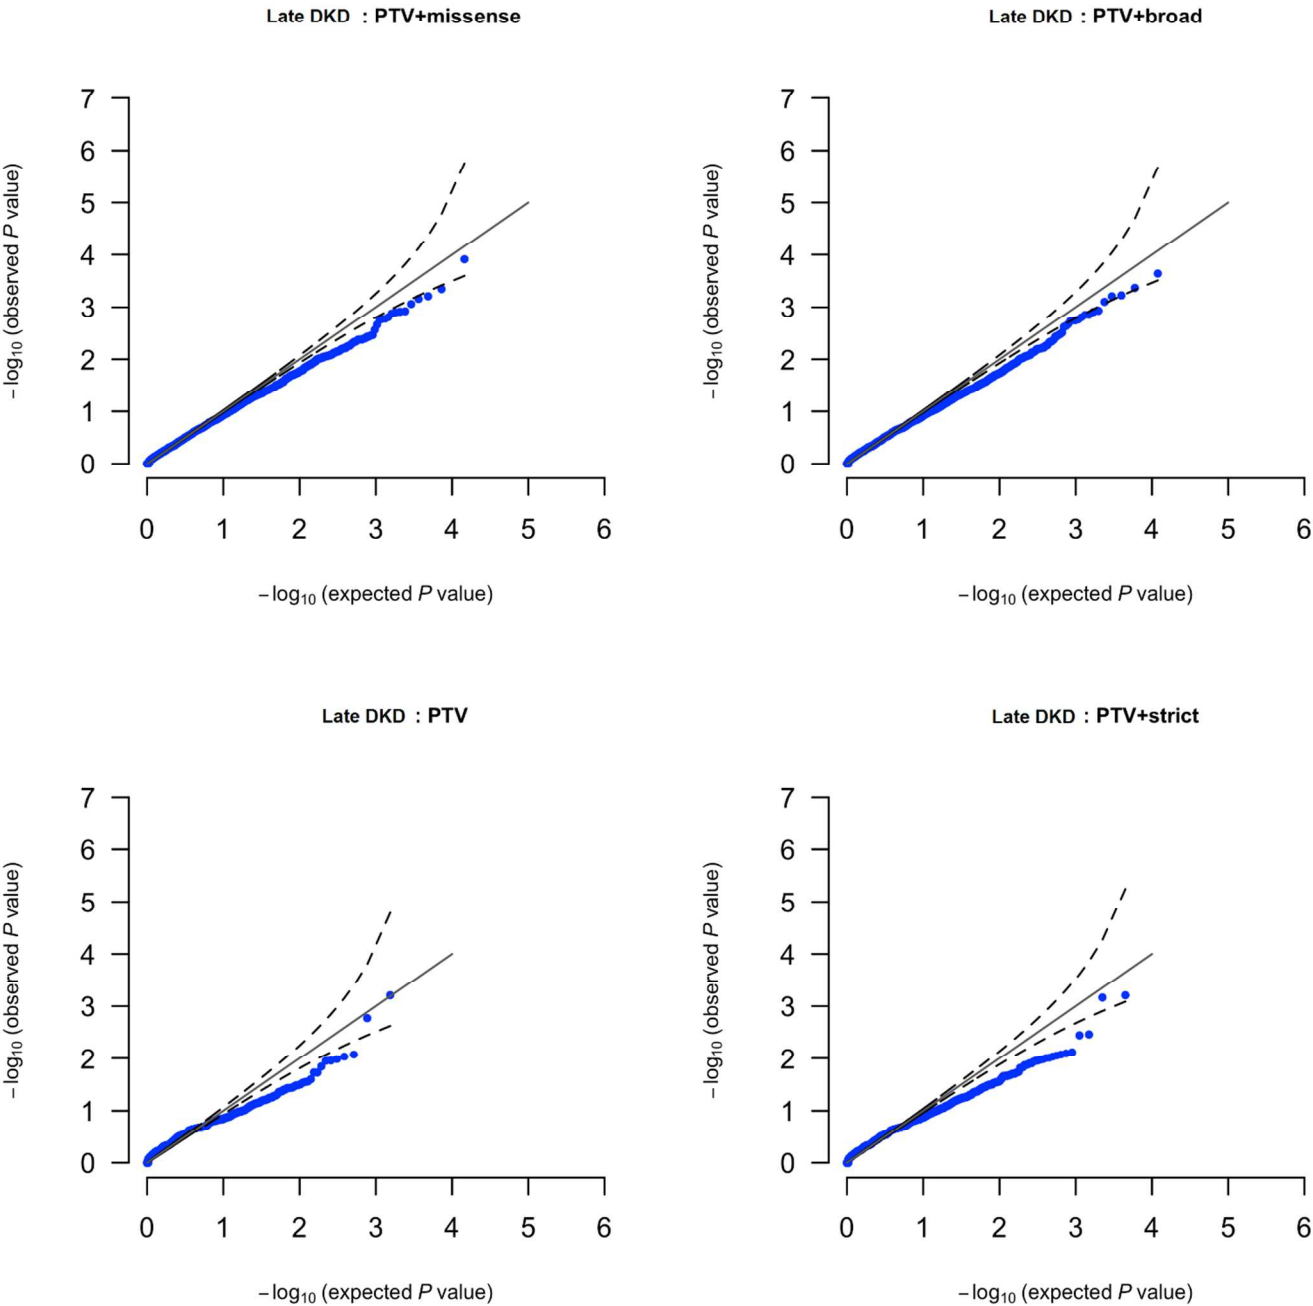 Late DKD : PTV+missense
7
6
5
4
3
2
1
0
−log10 (observed P value)
0 1 2 3 4 5 6
−log10 (expected P value)
Late DKD : PTV+broad
7
6
5
4
3
2
1
0
−log10 (observed P value)
0 1 2 3 4 5 6
−log10 (expected P value)
Late DKD : PTV
7
6
5
4
3
2
1
0
−log10 (observed P value)
0 1 2 3 4 5 6
−log10 (expected P value)
Late DKD : PTV+strict
7
6
5
4
3
2
1
0
−log10 (observed P value)
0 1 2 3 4 5 6
−log10 (expected P value)